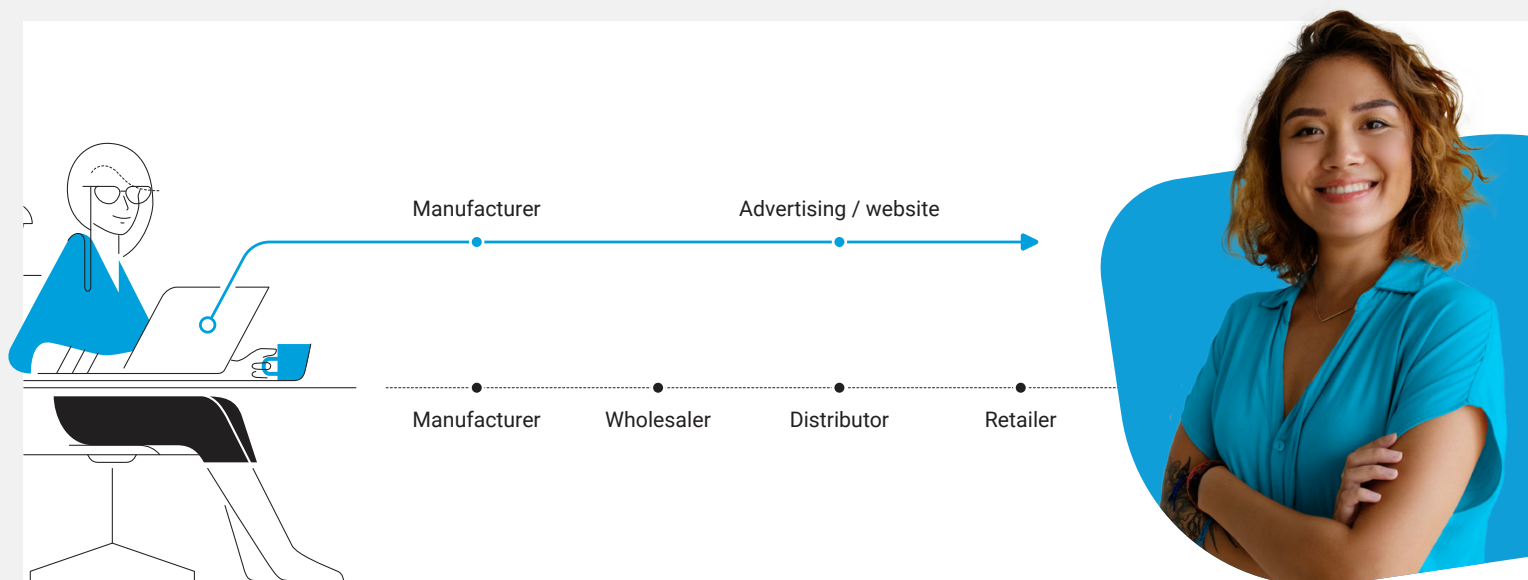 Manufacturer
Advertising / website
Manufacturer
Wholesaler
Distributor
Retailer